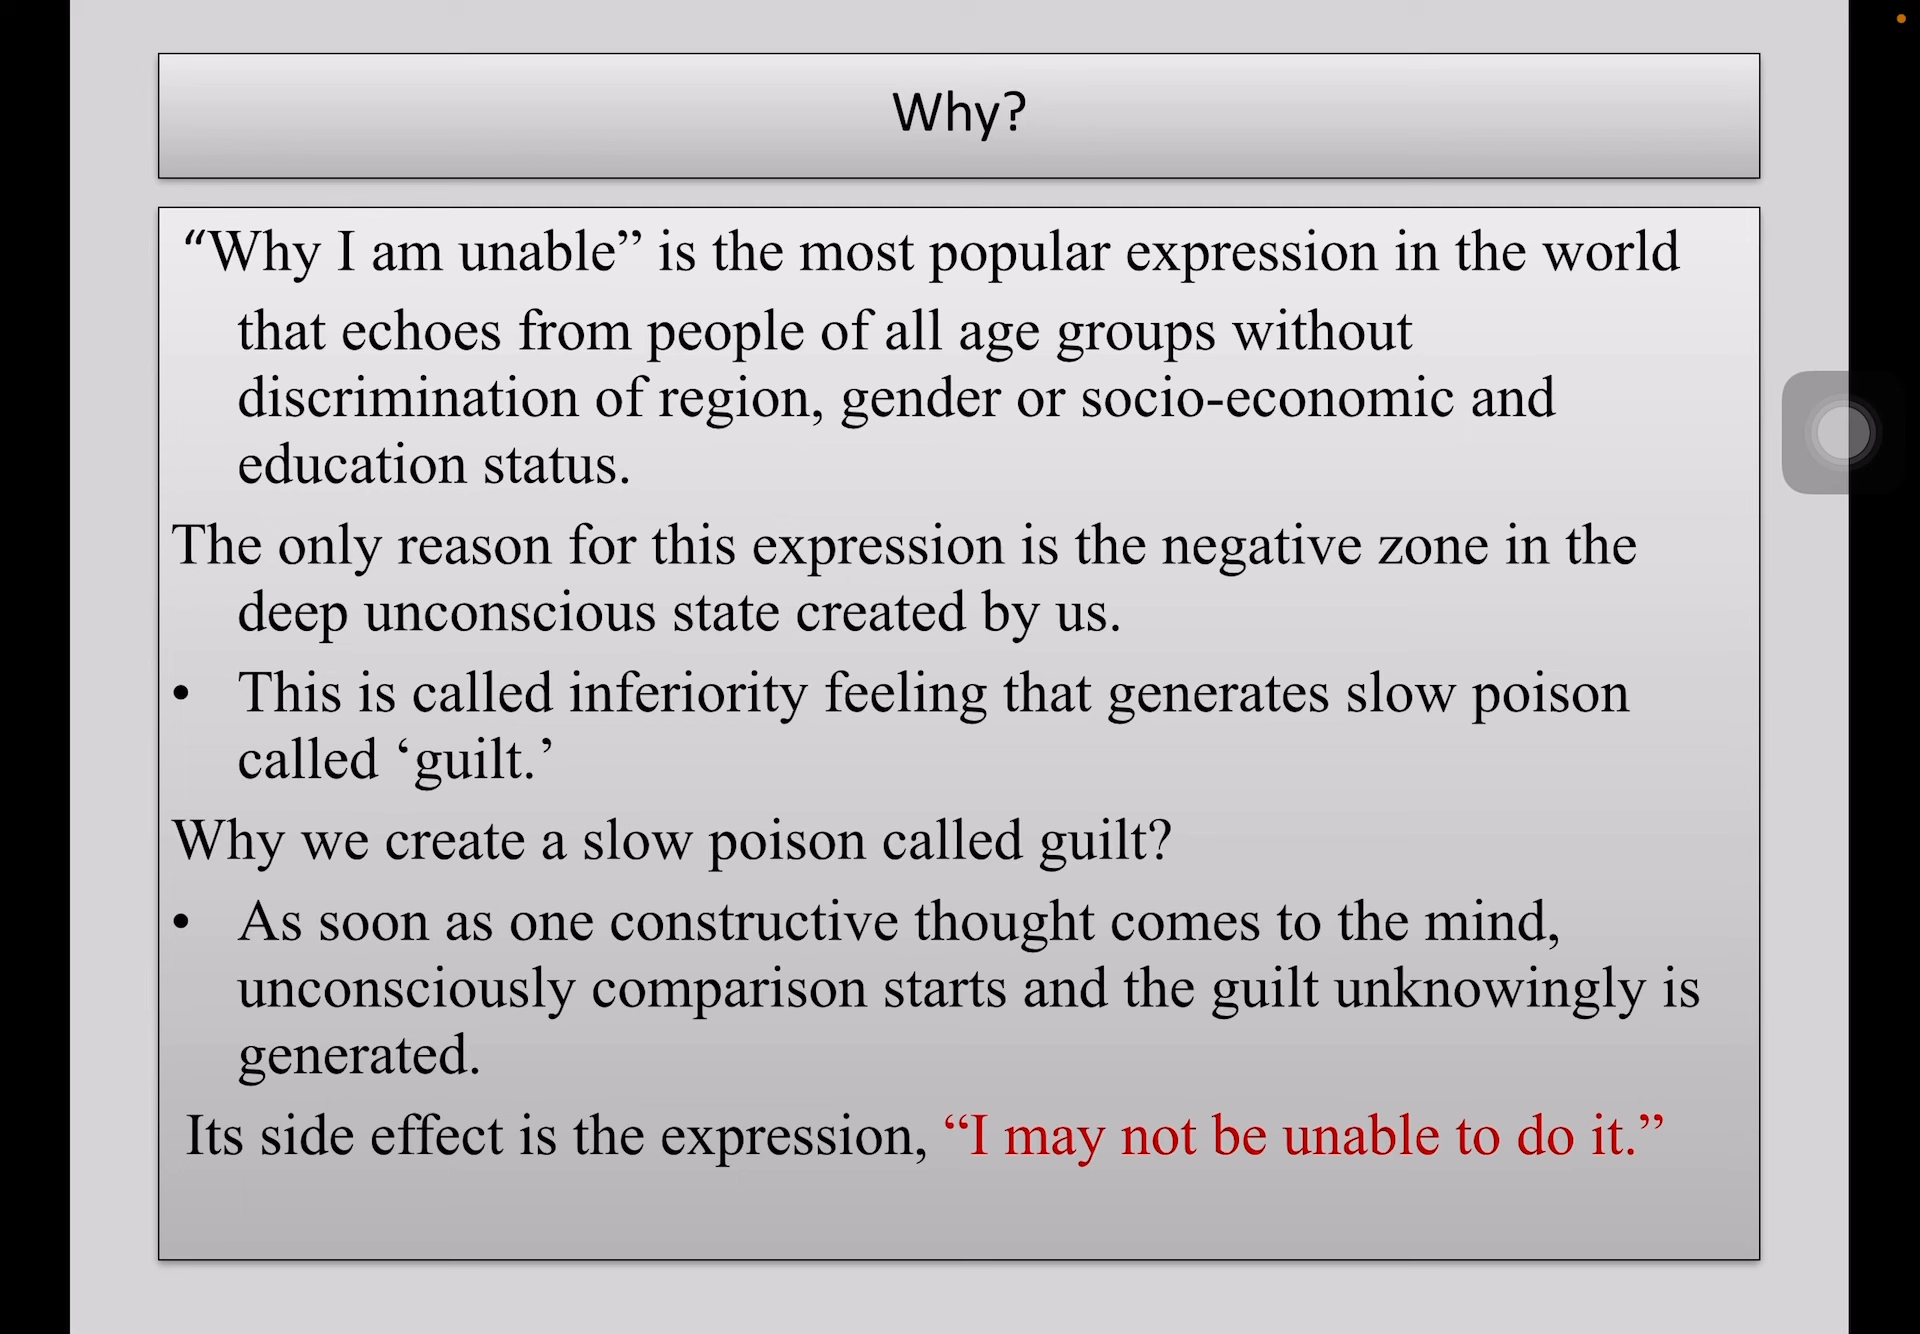 Why?
“Why I am unable” is the most popular expression in the world
that echoes from people of all age groups without
discrimination of region, gender or socio-economic and
education status.
The only reason for this expression is the negative zone in the
deep unconscious state created by us.
• This is called inferiority feeling that generates slow poison
called ‘guilt.’
Why we create a slow poison called guilt?
• As soon as one constructive thought comes to the mind,
unconsciously comparison starts and the guilt unknowingly is
generated.
Its side effect is the expression, “I may not be unable to do it.”